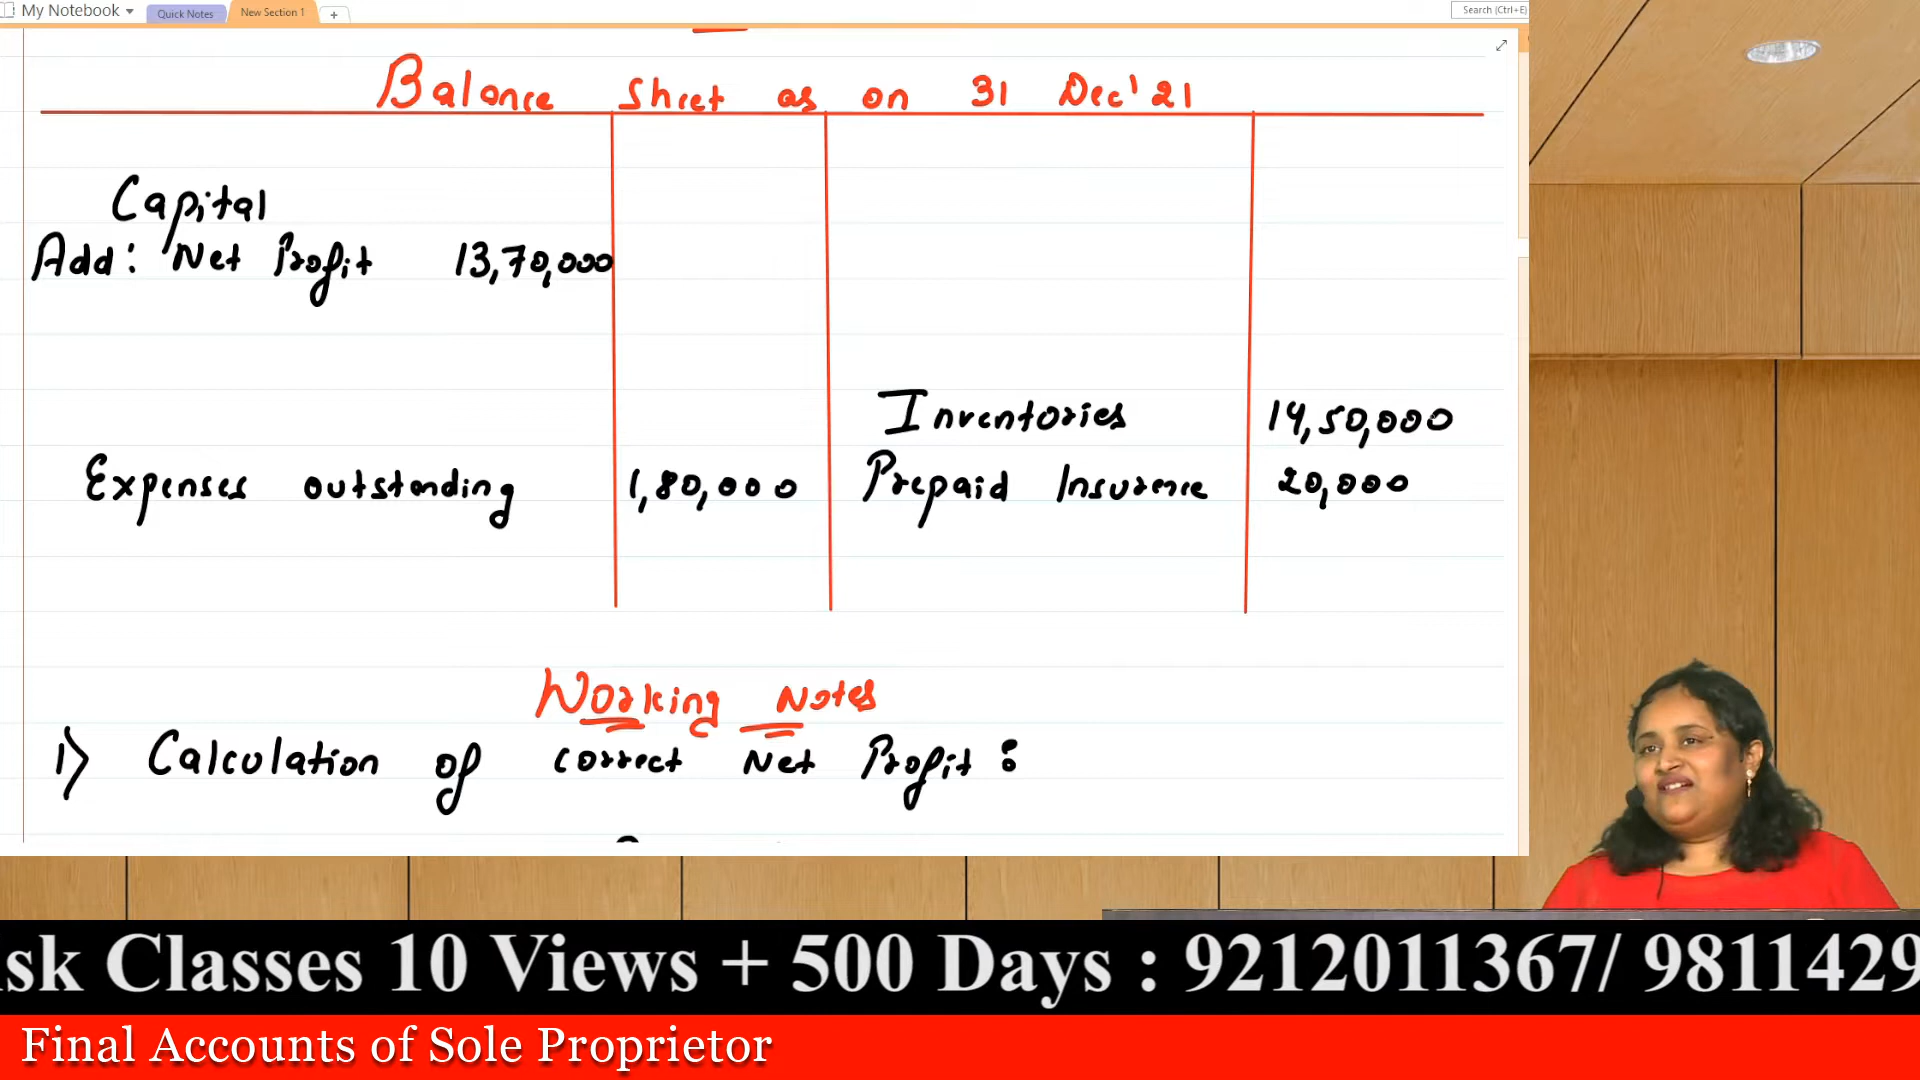 My Notebook
Quick Notes
New Section 1
+
Search (Ctrl+E)
Balance Sheet as on 31 Dec' 21
Capital
Add: Net Profit 13,70,000
Inventories 14,50,000
Expenses outstanding 1,80,000 Prepaid Insurance 20,000
Working Notes
1) Calculation of correct Net Profit :
sk Classes 10 Views + 500 Days : 9212011367/ 9811429
Final Accounts of Sole Proprietor